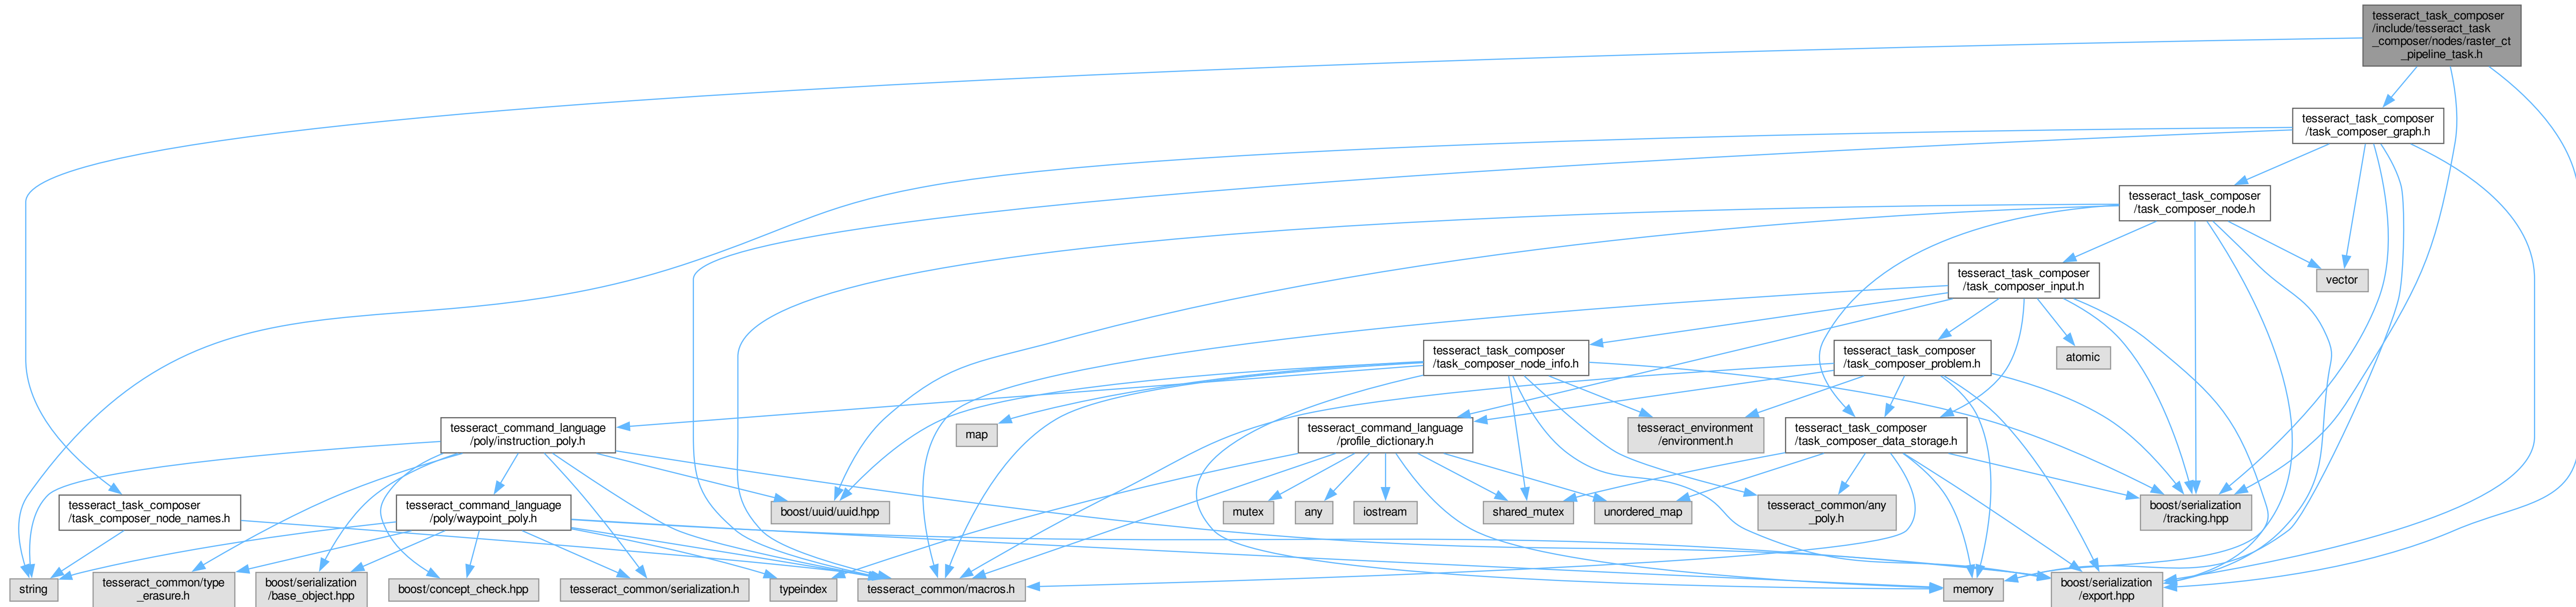 tesseract_task_composer
/include/tesseract_task
_composer/nodes/raster_ct
_pipeline_task.h
tesseract_task_composer
/task_composer_graph.h
tesseract_task_composer
/task_composer_node.h
tesseract_task_composer
/task_composer_input.h
vector
tesseract_task_composer
/task_composer_node_info.h
tesseract_task_composer
/task_composer_problem.h
atomic
tesseract_command_language
/poly/instruction_poly.h
map
tesseract_command_language
/profile_dictionary.h
tesseract_environment
/environment.h
tesseract_task_composer
/task_composer_data_storage.h
tesseract_task_composer
/task_composer_node_names.h
tesseract_command_language
/poly/waypoint_poly.h
boost/uuid/uuid.hpp
mutex
any
iostream
shared_mutex
unordered_map
tesseract_common/any
_poly.h
boost/serialization
/tracking.hpp
string
tesseract_common/type
_erasure.h
boost/serialization
/base_object.hpp
boost/concept_check.hpp
tesseract_common/serialization.h
typeindex
tesseract_common/macros.h
memory
boost/serialization
/export.hpp